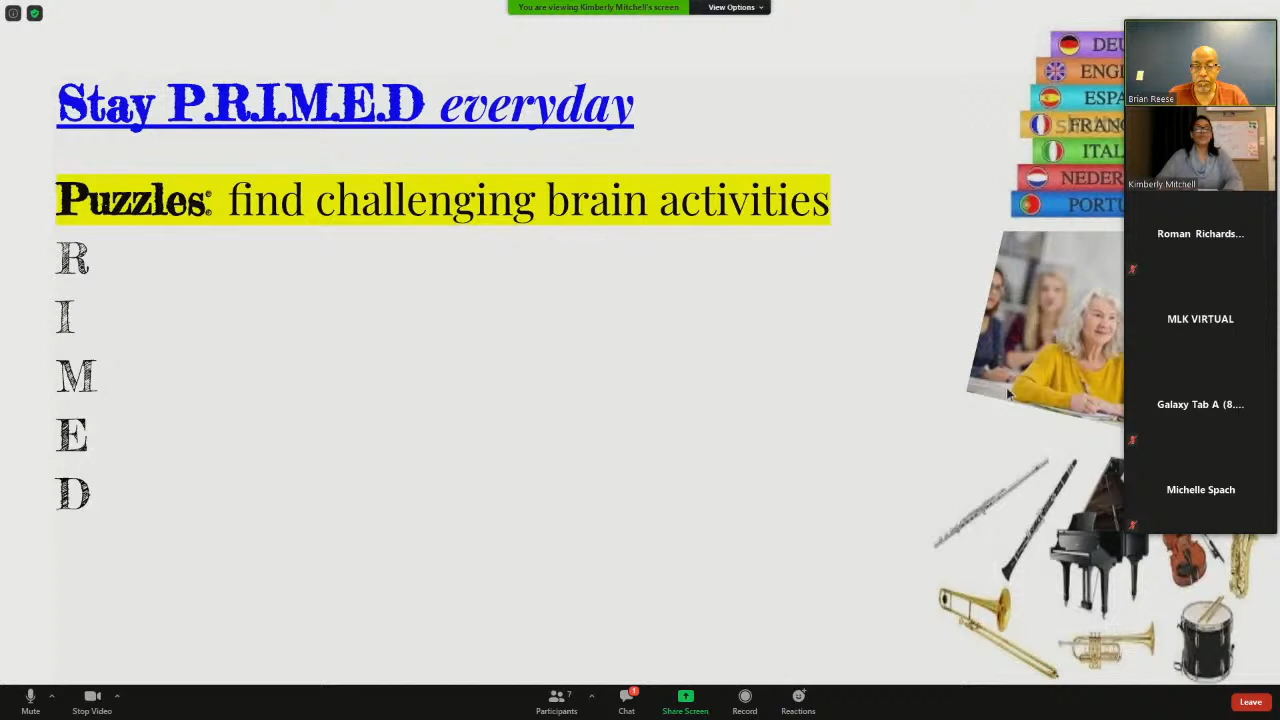 You are viewing Kimberly Mitchell's screen
View Options
Stay P.R.I.M.E.D everyday
Puzzles: find challenging brain activities
R
I
M
E
D
DEU
ENGL
ESPA
FRANC
ITAL
NEDER
PORTU
Brian Reese
Kimberly Mitchell
Roman Richards...
MLK VIRTUAL
Galaxy Tab A (8....
Michelle Spach
Mute
Stop Video
Participants 7
Chat 1
Share Screen
Record
Reactions
Leave